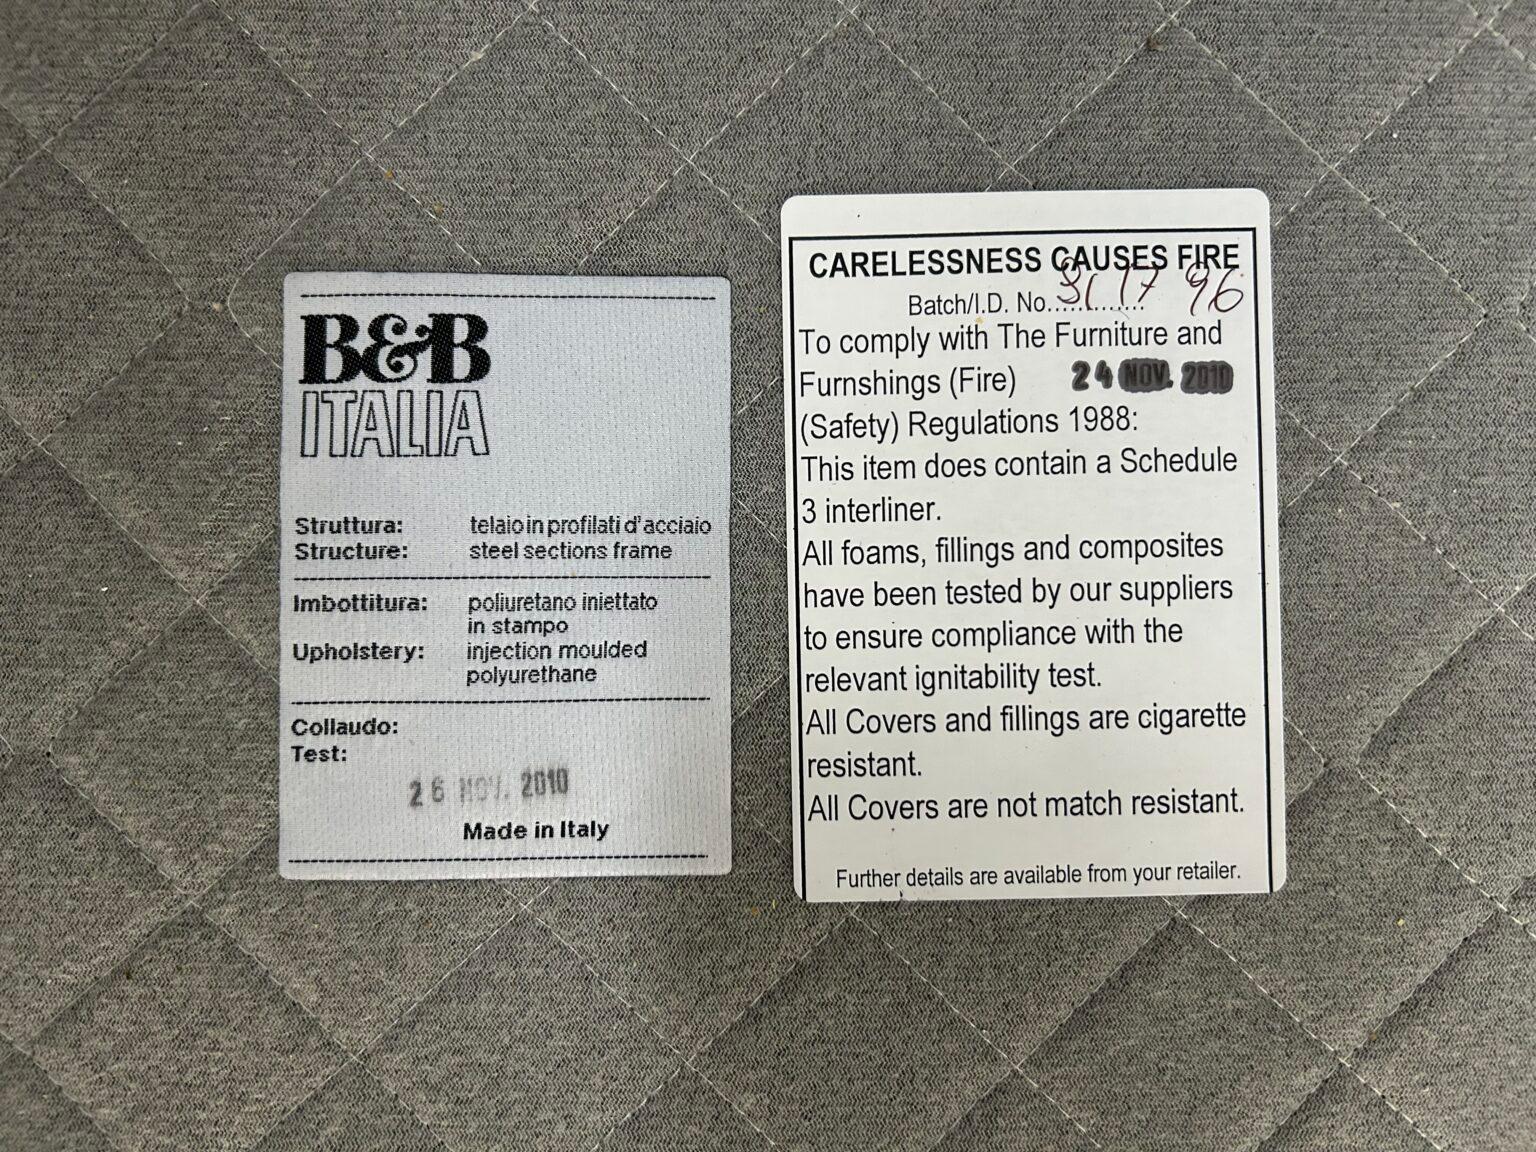 B&B
ITALIA
Struttura: telaio in profilati d'acciaio
Structure: steel sections frame
Imbottitura: poliuretano iniettato
in stampo
Upholstery: injection moulded
polyurethane
Collaudo:
Test:
26 NOV. 2010
Made in Italy
CARELESSNESS CAUSES FIRE
Batch/I.D. No.............
To comply with The Furniture and
Furnshings (Fire) 24 NOV. 2010
(Safety) Regulations 1988:
This item does contain a Schedule
3 interliner.
All foams, fillings and composites
have been tested by our suppliers
to ensure compliance with the
relevant ignitability test.
All Covers and fillings are cigarette
resistant.
All Covers are not match resistant.
Further details are available from your retailer.